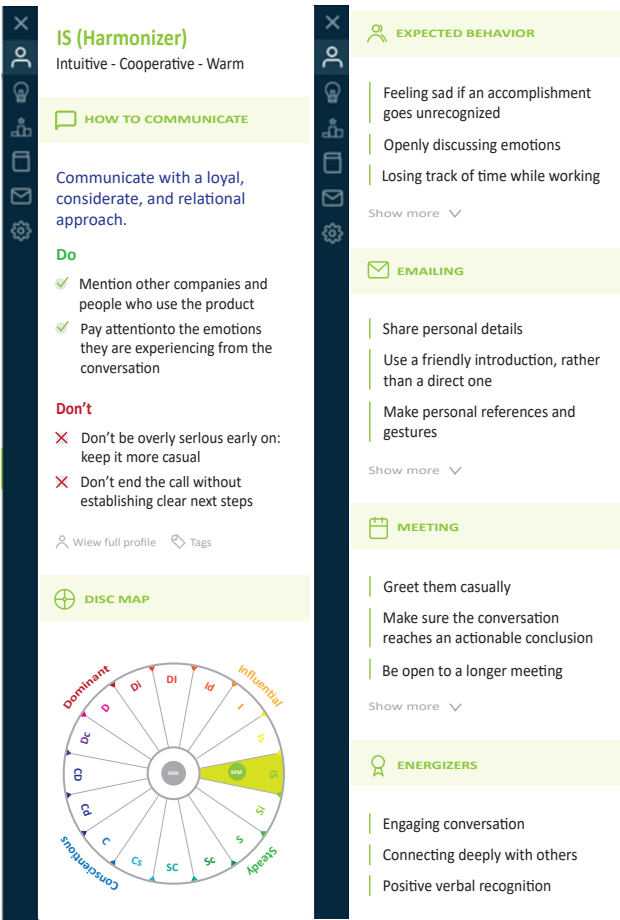 IS (Harmonizer)
Intuitive - Cooperative - Warm
HOW TO COMMUNICATE
Communicate with a loyal,
considerate, and relational
approach.
Do
Mention other companies and
people who use the product
Pay attentionto the emotions
they are experiencing from the
conversation
Don't
Don't be overly serlous early on:
keep it more casual
Don't end the call without
establishing clear next steps
Wiew full profile Tags
DISC MAP
Dominant
Influential
Steady
Conscientious
DI
Id
I
Is
IS
iS
S
Sc
SC
Cs
C
Cd
CD
Dc
D
Di
MM
MM
EXPECTED BEHAVIOR
Feeling sad if an accomplishment
goes unrecognized
Openly discussing emotions
Losing track of time while working
Show more
EMAILING
Share personal details
Use a friendly introduction, rather
than a direct one
Make personal references and
gestures
Show more
MEETING
Greet them casually
Make sure the conversation
reaches an actionable conclusion
Be open to a longer meeting
Show more
ENERGIZERS
Engaging conversation
Connecting deeply with others
Positive verbal recognition